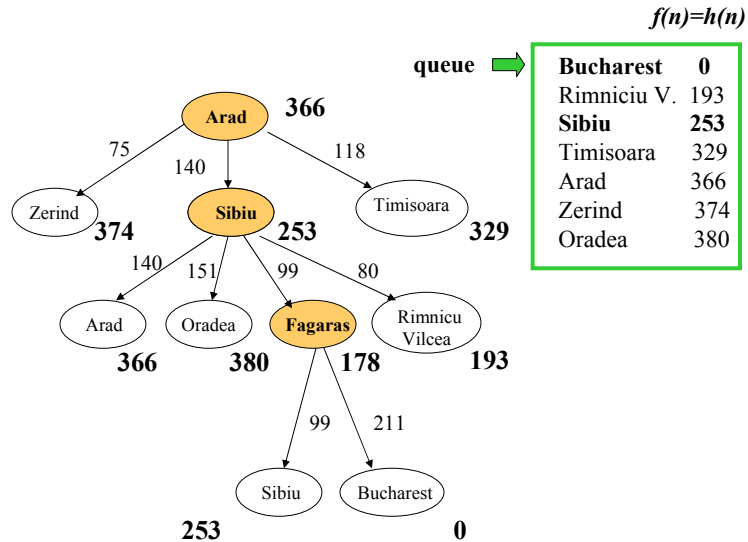 f(n)=h(n)
queue
Bucharest 0
Rimniciu V. 193
Sibiu 253
Timisoara 329
Arad 366
Zerind 374
Oradea 380
Arad 366
75
140
118
Zerind 374
Sibiu 253
Timisoara 329
140
151
99
80
Arad 366
Oradea 380
Fagaras 178
Rimnicu
Vilcea 193
99
211
Sibiu 253
Bucharest 0